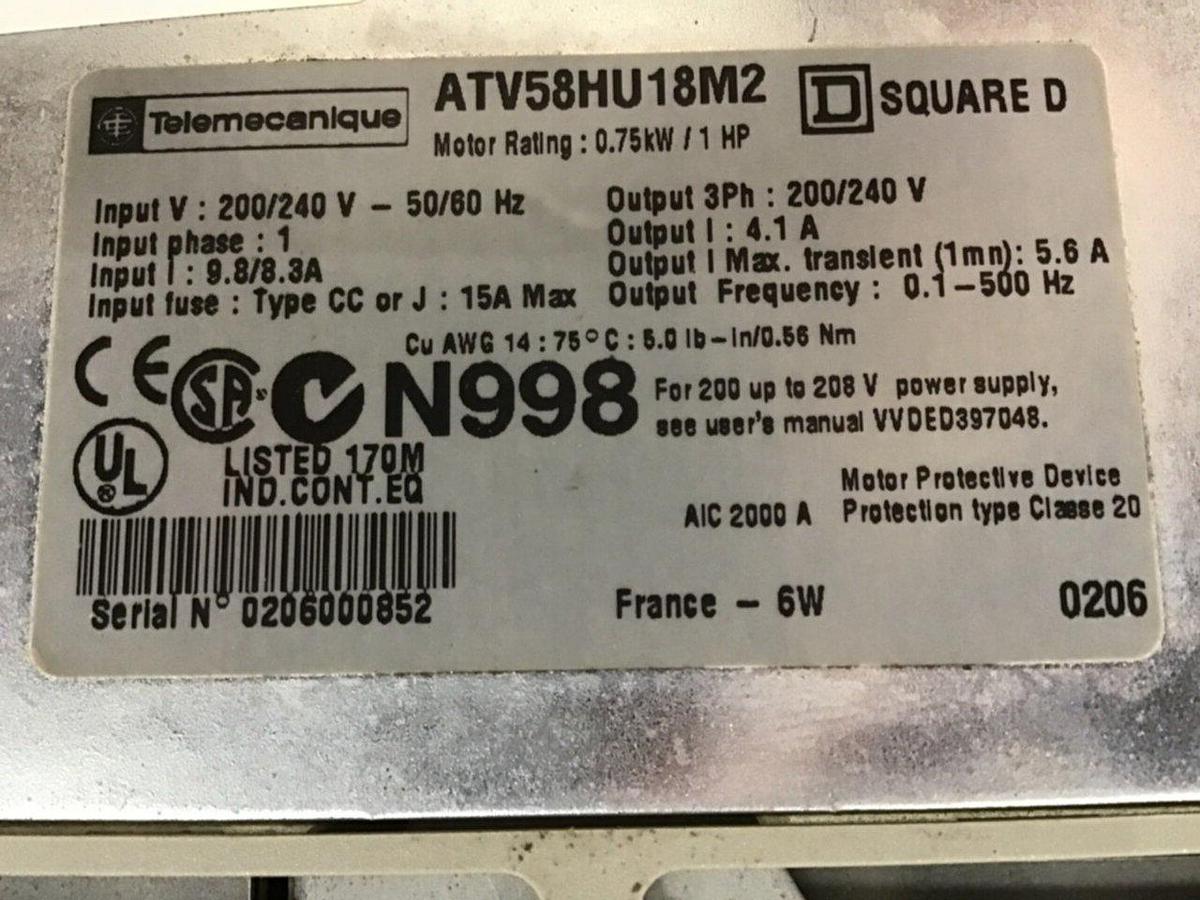 Telemecanique
ATV58HU18M2
SQUARE D
Motor Rating : 0.75kW / 1 HP
Input V : 200/240 V – 50/60 Hz
Input phase : 1
Input I : 9.8/8.3A
Input fuse : Type CC or J : 15A Max
Output 3Ph : 200/240 V
Output I : 4.1 A
Output I Max. transient (1mn): 5.6 A
Output Frequency : 0.1–500 Hz
Cu AWG 14 : 75°C : 5.0 lb–in/0.56 Nm
CE SA N998
For 200 up to 208 V power supply,
see user's manual VVDED397048.
UL
LISTED 170M
IND.CONT.EQ
Motor Protective Device
AIC 2000 A Protection type Classe 20
Serial N° 0206000852
France – 6W
0206